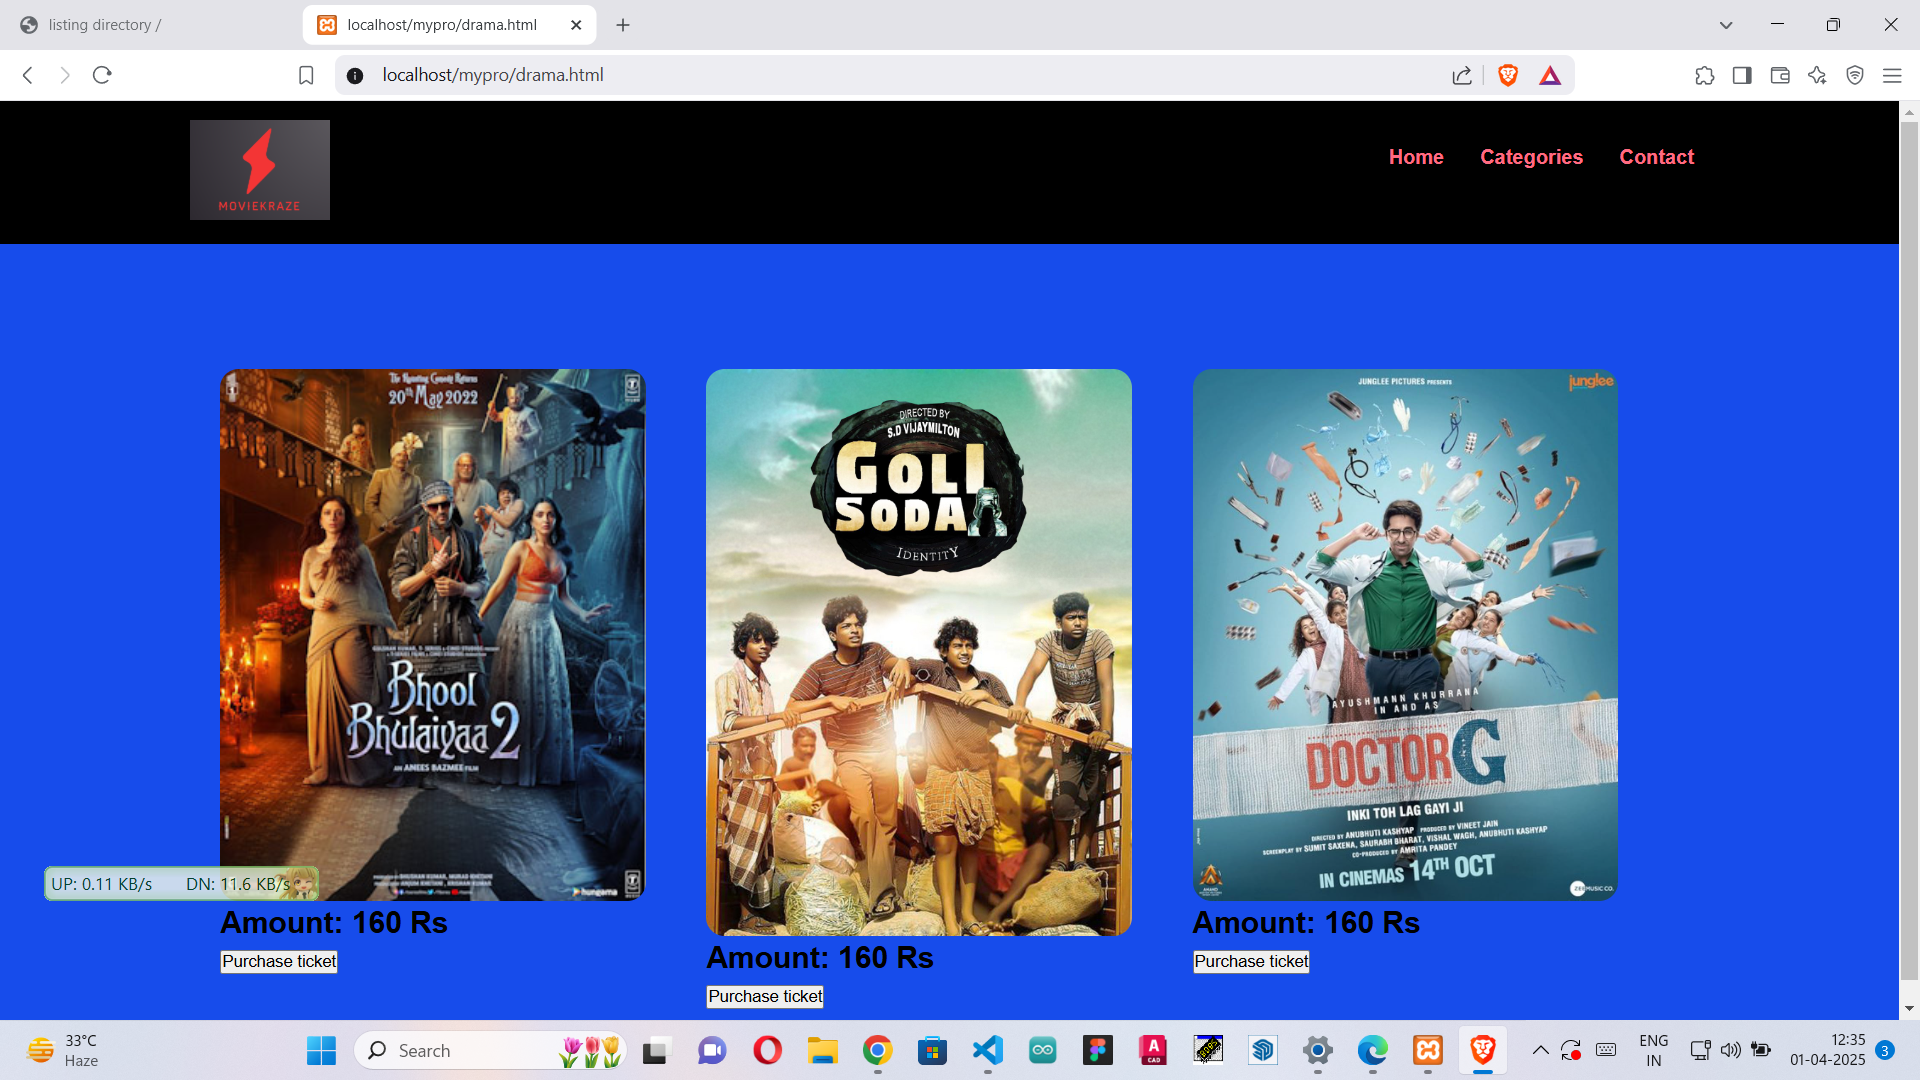 listing directory /
localhost/mypro/drama.html
localhost/mypro/drama.html
MOVIEKRAZE
Home
Categories
Contact
The Haunting Comedy Returns
20th May 2022
Bhool
Bhulaiyaa 2
AN ANEES BAZMEE FILM
hungama
Amount: 160 Rs
Purchase ticket
DIRECTED BY
S.D VIJAYMILTON
GOLI
SODA
IDENTITY
Amount: 160 Rs
Purchase ticket
JUNGLEE PICTURES PRESENTS
junglee
AYUSHMANN KHURRANA
IN AND AS
DOCTOR G
INKI TOH LAG GAYI JI
DIRECTED BY ANUBHUTI KASHYAP PRODUCED BY VINEET JAIN
SCREENPLAY BY SUMIT SAXENA, SAURABH BHARAT, VISHAL WAGH, ANUBHUTI KASHYAP
CO-PRODUCED BY AMRITA PANDEY
IN CINEMAS 14TH OCT
ZEE MUSIC CO.
Amount: 160 Rs
Purchase ticket
UP: 0.11 KB/s DN: 11.6 KB/s
33°C
Haze
Search
ENG
IN
12:35
01-04-2025
3